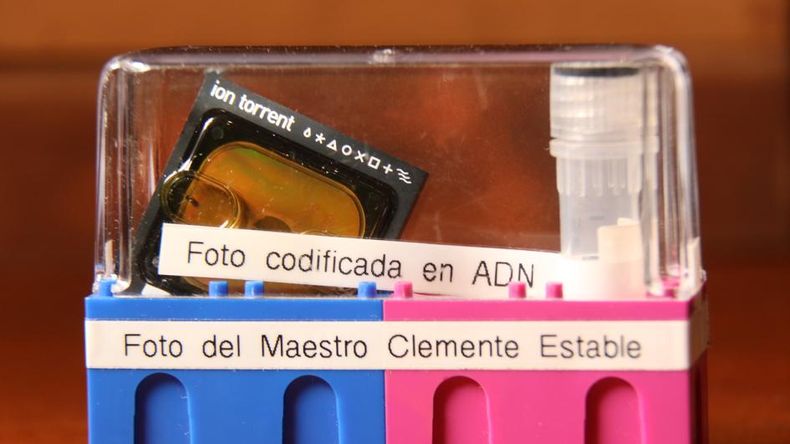 ion torrent
Foto codificada en ADN
Foto del Maestro Clemente Estable